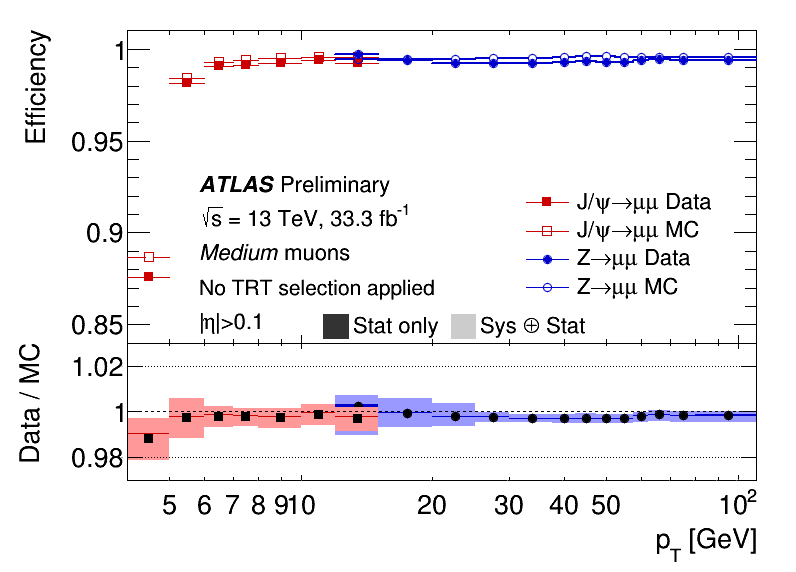 Efficiency
1
0.95
0.9
0.85
ATLAS Preliminary
√s = 13 TeV, 33.3 fb⁻¹
Medium muons
No TRT selection applied
|η|>0.1
J/ψ→μμ Data
J/ψ→μμ MC
Z→μμ Data
Z→μμ MC
Stat only
Sys ⊕ Stat
Data / MC
1.02
1
0.98
5 6 7 8 9 10 20 30 40 50 10²
p_T [GeV]